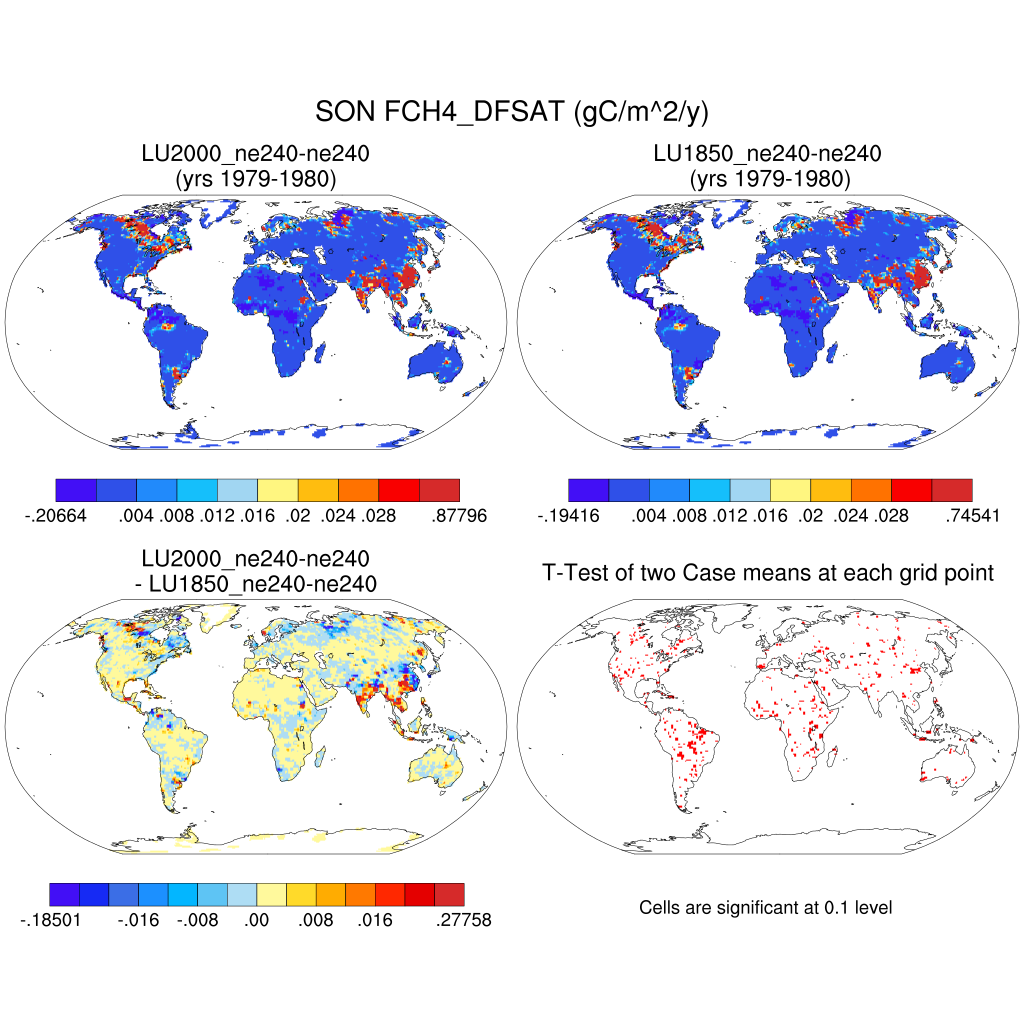 SON FCH4_DFSAT (gC/m^2/y)
LU2000_ne240-ne240
(yrs 1979-1980)
LU1850_ne240-ne240
(yrs 1979-1980)
-.20664 .004 .008 .012 .016 .02 .024 .028 .87796
-.19416 .004 .008 .012 .016 .02 .024 .028 .74541
LU2000_ne240-ne240
- LU1850_ne240-ne240
T-Test of two Case means at each grid point
-.18501 -.016 -.008 .00 .008 .016 .27758
Cells are significant at 0.1 level